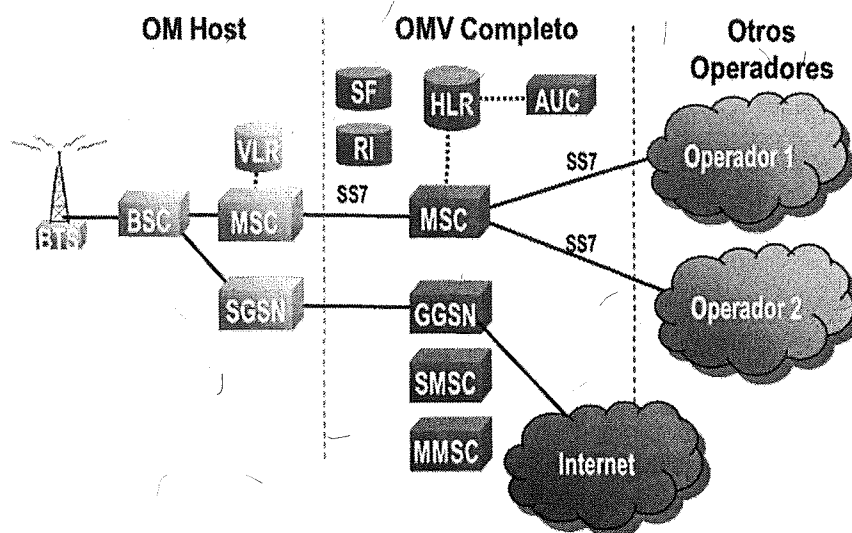 OM Host
OMV Completo
Otros
Operadores
SF
HLR
AUC
RI
VLR
Operador 1
SS7
BTS
BSC
MSC
SS7
MSC
SS7
SGSN
GGSN
Operador 2
SMSC
MMSC
Internet